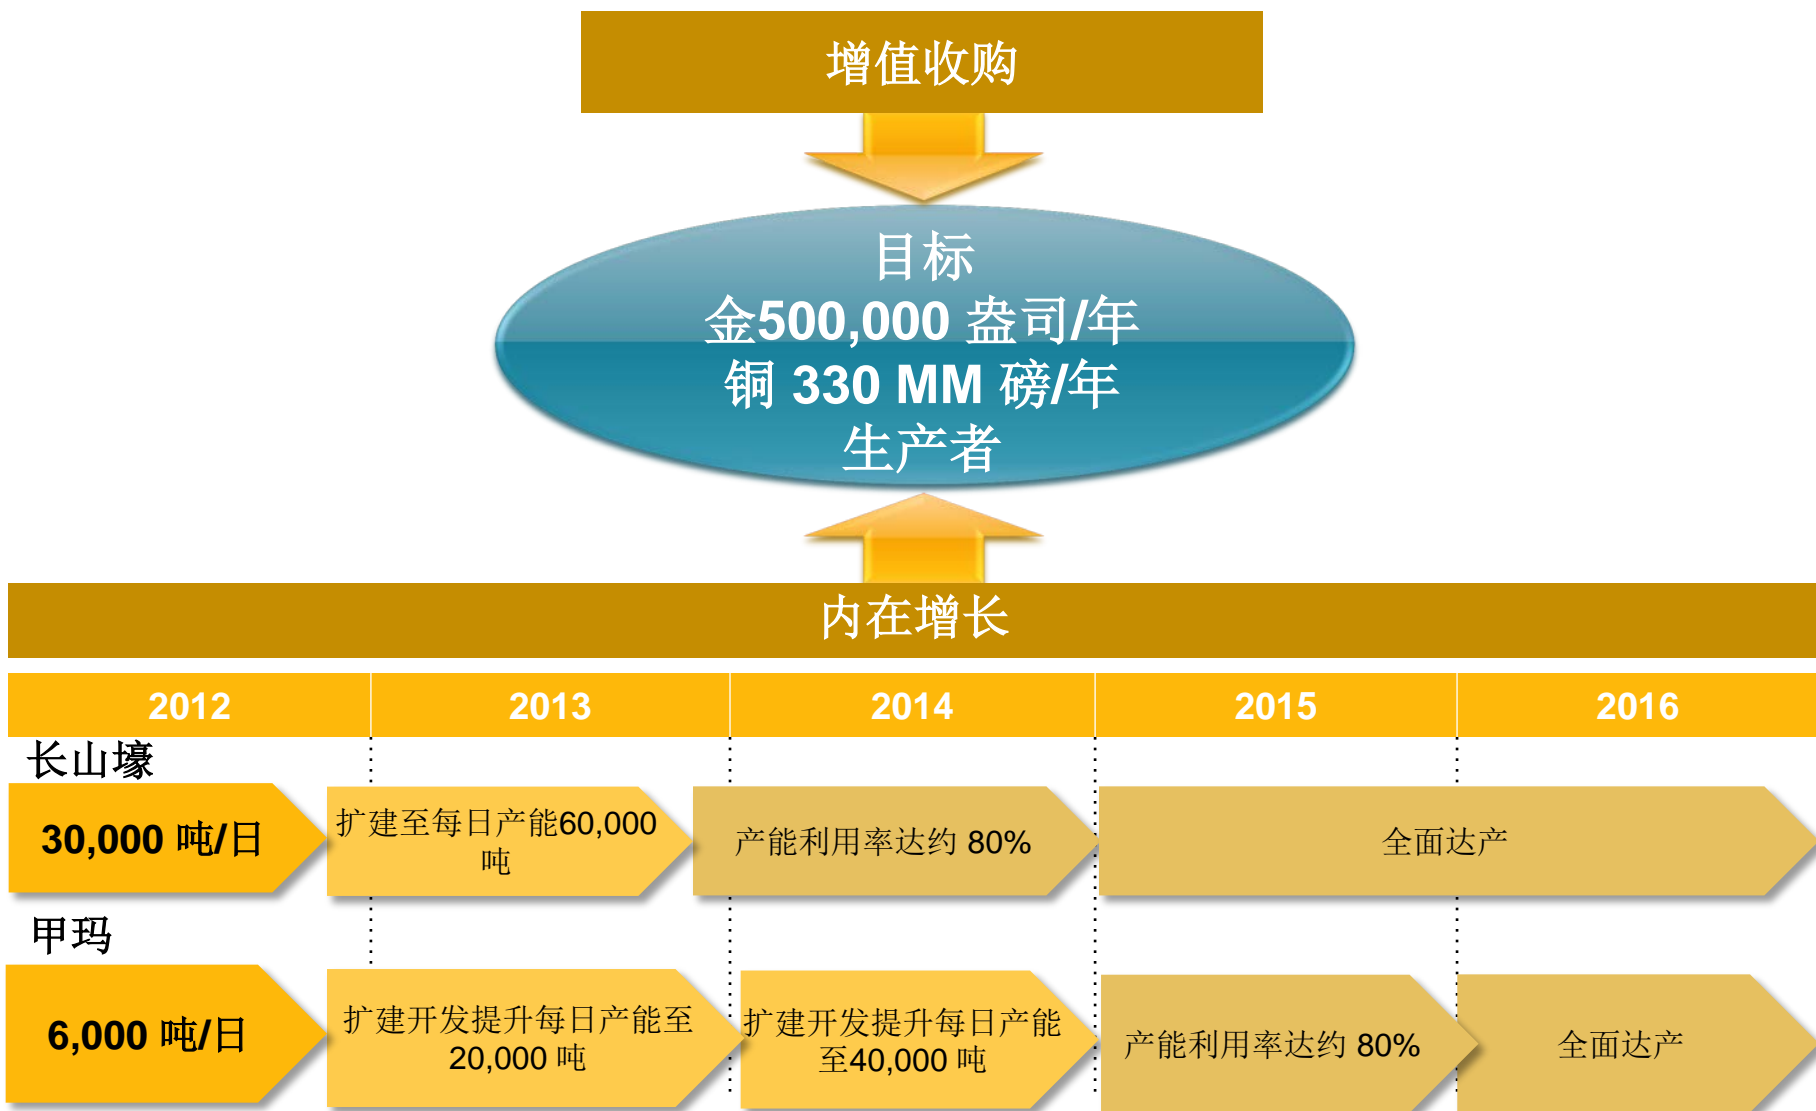 增值收购
目标
金500,000 盎司/年
铜 330 MM 磅/年
生产者
内在增长
2012
2013
2014
2015
2016
长山壕
30,000 吨/日
扩建至每日产能60,000
吨
产能利用率达约 80%
全面达产
甲玛
6,000 吨/日
扩建开发提升每日产能至
20,000 吨
扩建开发提升每日产能
至40,000 吨
产能利用率达约 80%
全面达产